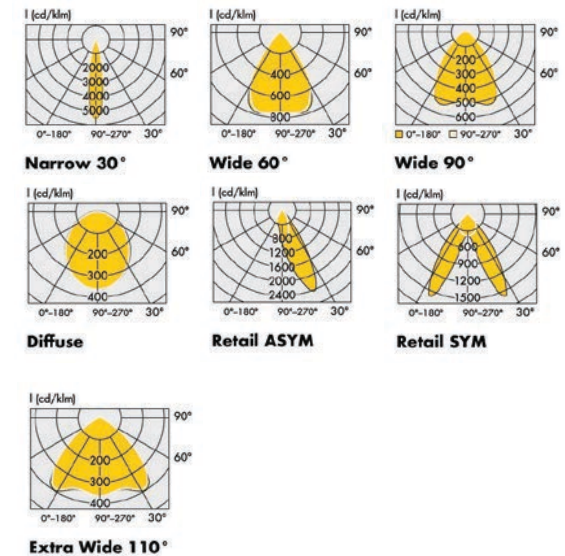 I (cd/klm)
90°
60°
2000
3000
4000
5000
0°-180° 90°-270° 30°
Narrow 30°
I (cd/klm)
90°
60°
400
600
800
0°-180° 90°-270° 30°
Wide 60°
I (cd/klm)
90°
60°
200
300
400
500
600
0°-180° 90°-270° 30°
Wide 90°
I (cd/klm)
90°
60°
200
300
400
0°-180° 90°-270° 30°
Diffuse
I (cd/klm)
90°
60°
800
1200
1600
2000
2400
0°-180° 90°-270° 30°
Retail ASYM
I (cd/klm)
90°
60°
600
900
1200
1500
0°-180° 90°-270° 30°
Retail SYM
I (cd/klm)
90°
60°
200
300
400
0°-180° 90°-270° 30°
Extra Wide 110°